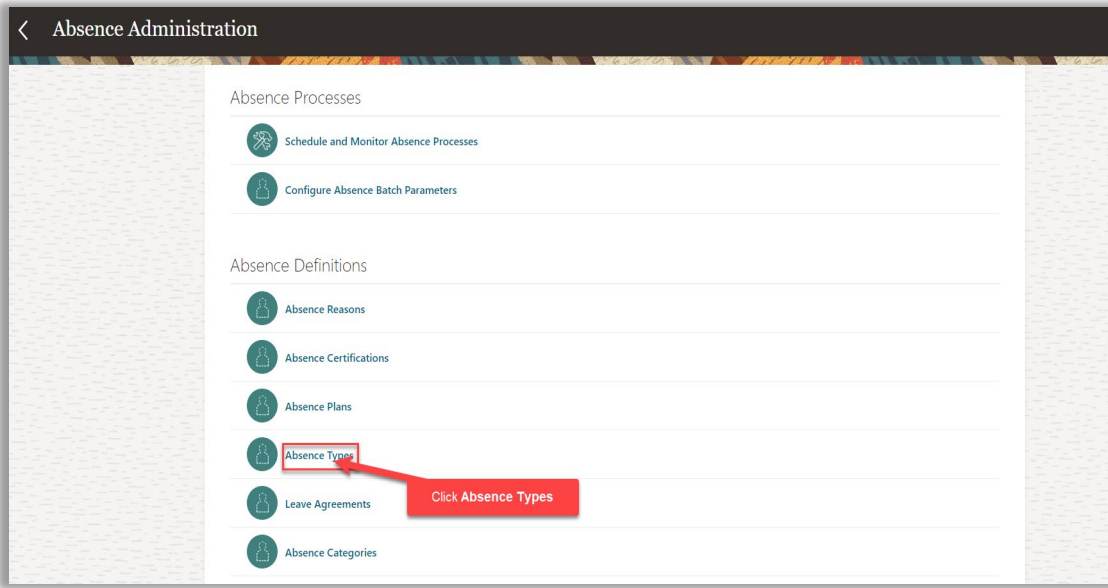 Absence Administration
Absence Processes
Schedule and Monitor Absence Processes
Configure Absence Batch Parameters
Absence Definitions
Absence Reasons
Absence Certifications
Absence Plans
Absence Types
Click Absence Types
Leave Agreements
Absence Categories